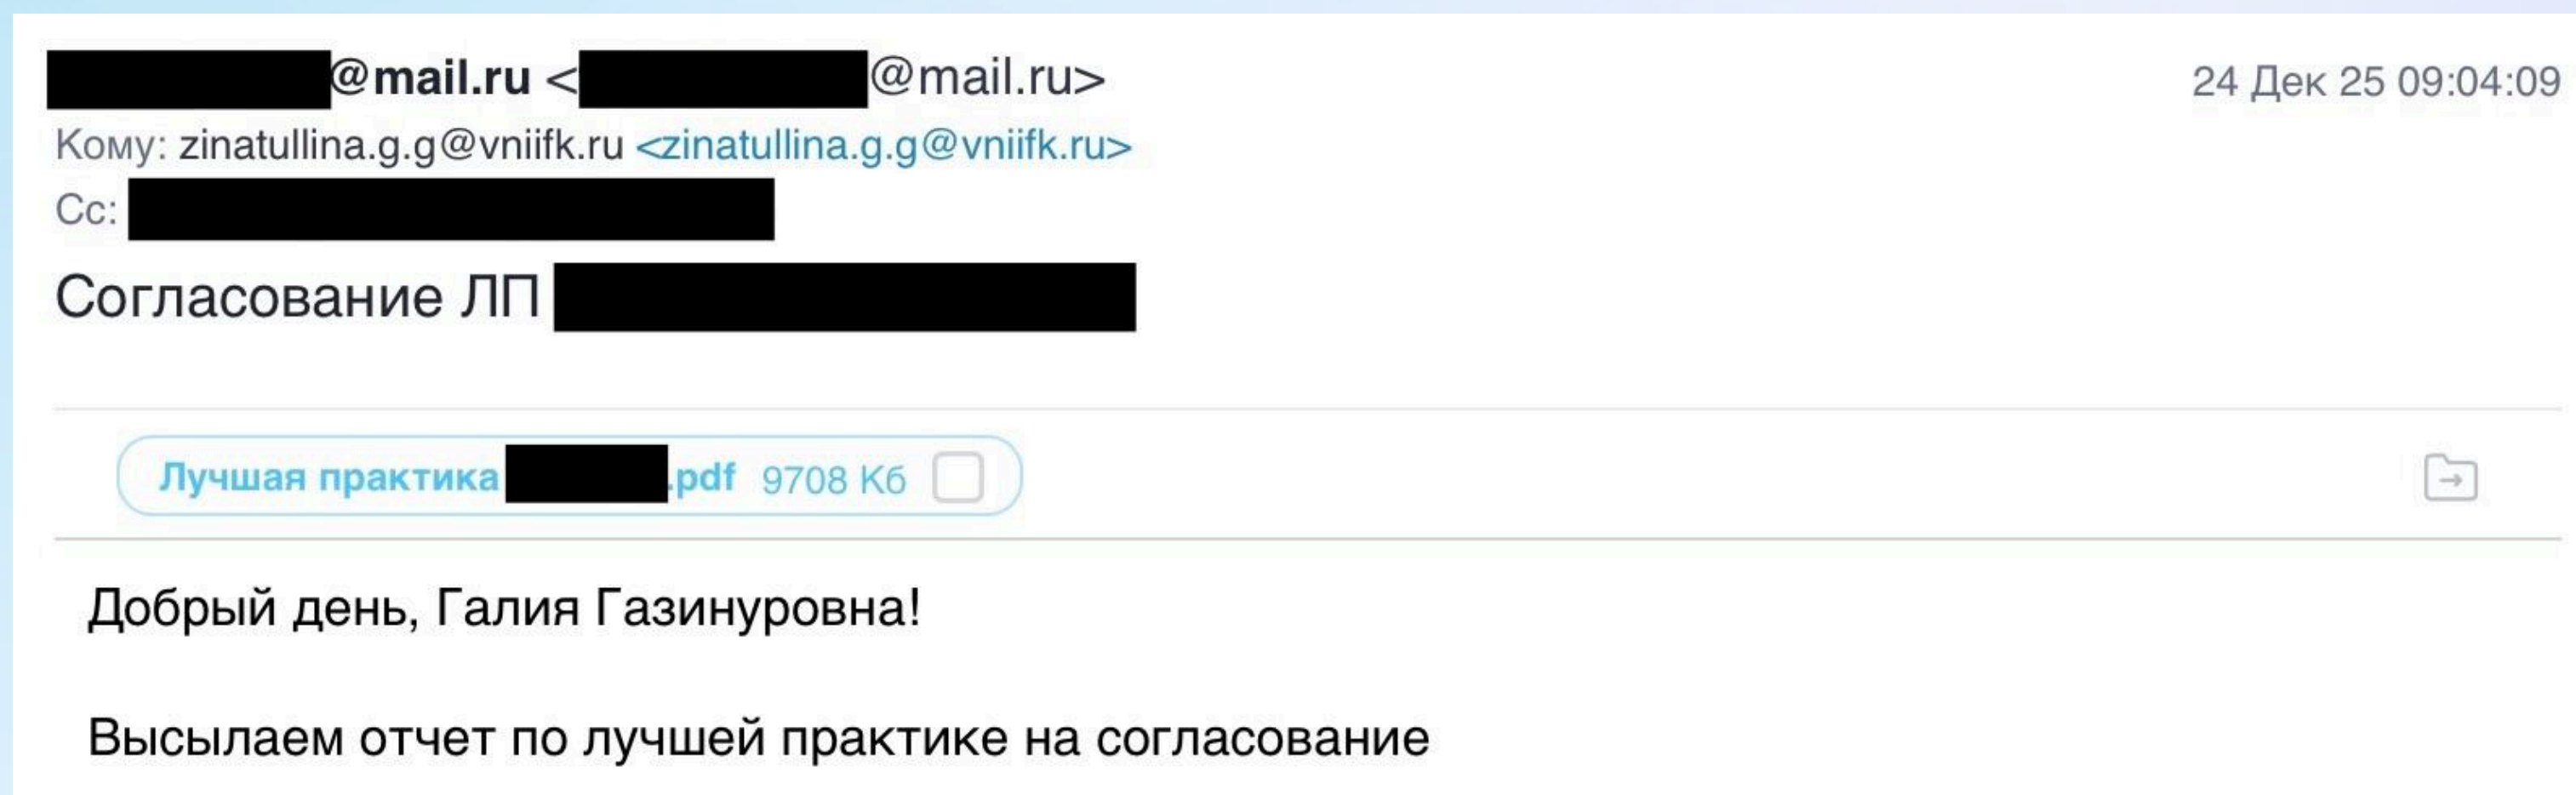 @mail.ru <@mail.ru>
24 Дек 25 09:04:09
Кому: zinatullina.g.g@vniifk.ru <zinatullina.g.g@vniifk.ru>
Cc:
Согласование ЛП
Лучшая практика .pdf 9708 Кб
Добрый день, Галия Газинуровна!
Высылаем отчет по лучшей практике на согласование